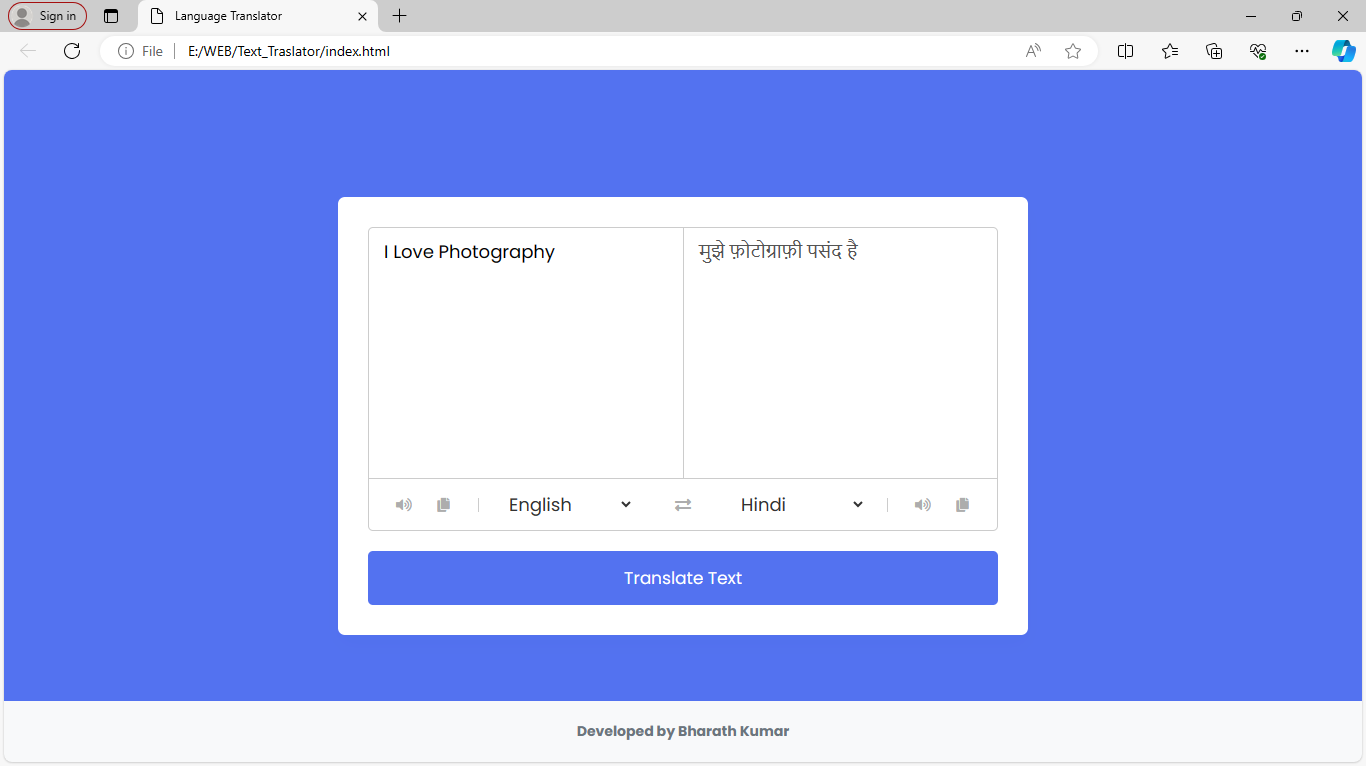 Sign in
Language Translator
File
E:/WEB/Text_Traslator/index.html
I Love Photography
मुझे फ़ोटोग्राफ़ी पसंद है
English
Hindi
Translate Text
Developed by Bharath Kumar